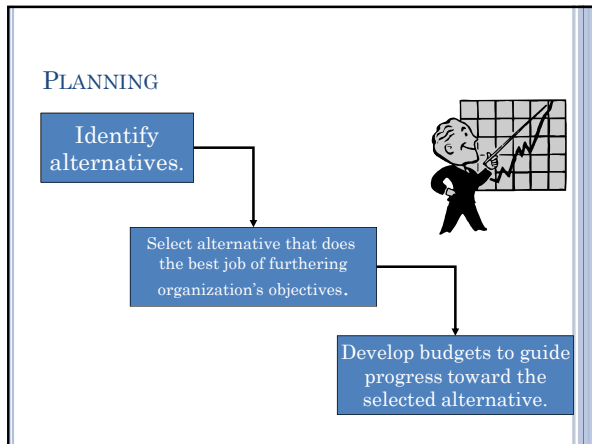 PLANNING
Identify
alternatives.
Select alternative that does
the best job of furthering
organization's objectives.
Develop budgets to guide
progress toward the
selected alternative.